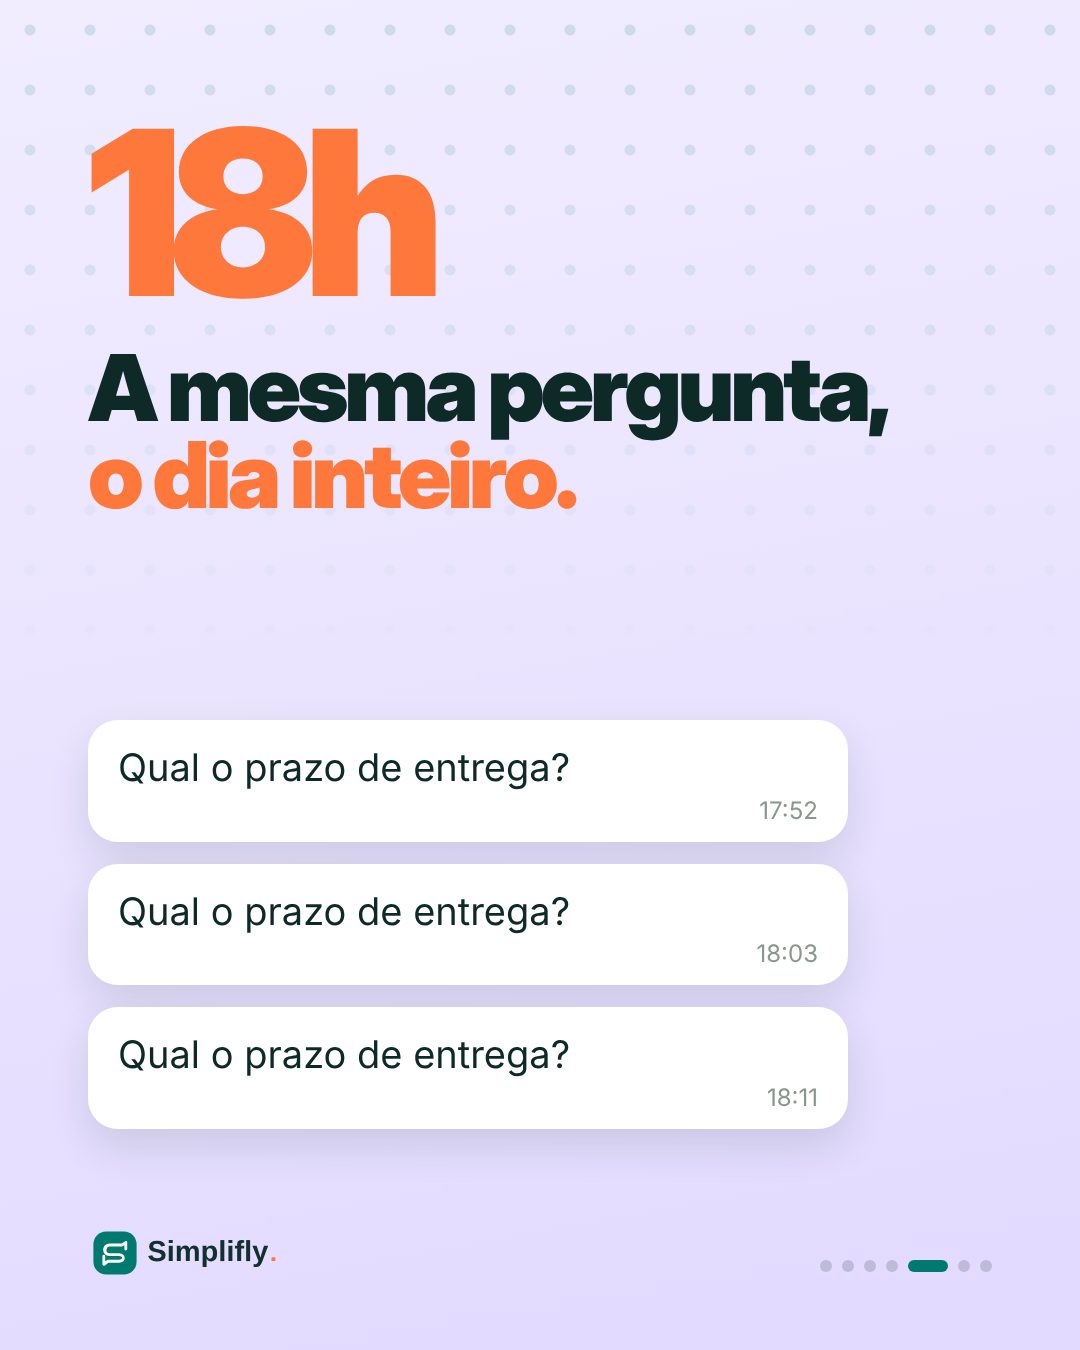 18h
A mesma pergunta,
o dia inteiro.
Qual o prazo de entrega?
17:52
Qual o prazo de entrega?
18:03
Qual o prazo de entrega?
18:11
Simplifly.